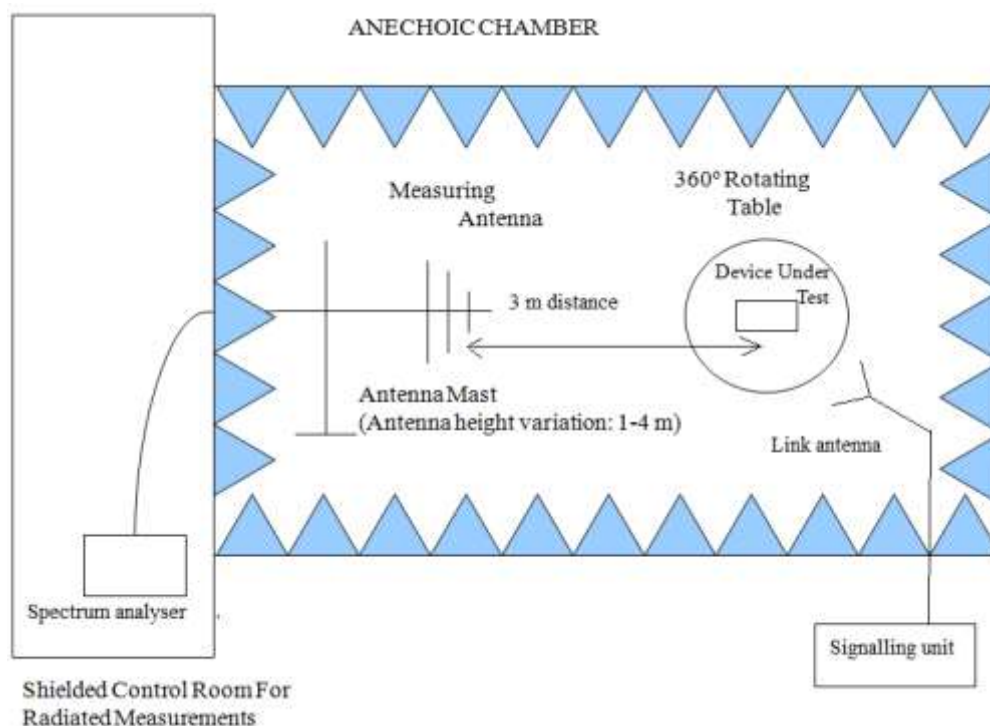 ANECHOIC CHAMBER
Measuring
Antenna
360º Rotating
Table
Device Under
Test
3 m distance
Antenna Mast
(Antenna height variation: 1-4 m)
Link antenna
Spectrum analyser
Signalling unit
Shielded Control Room For
Radiated Measurements